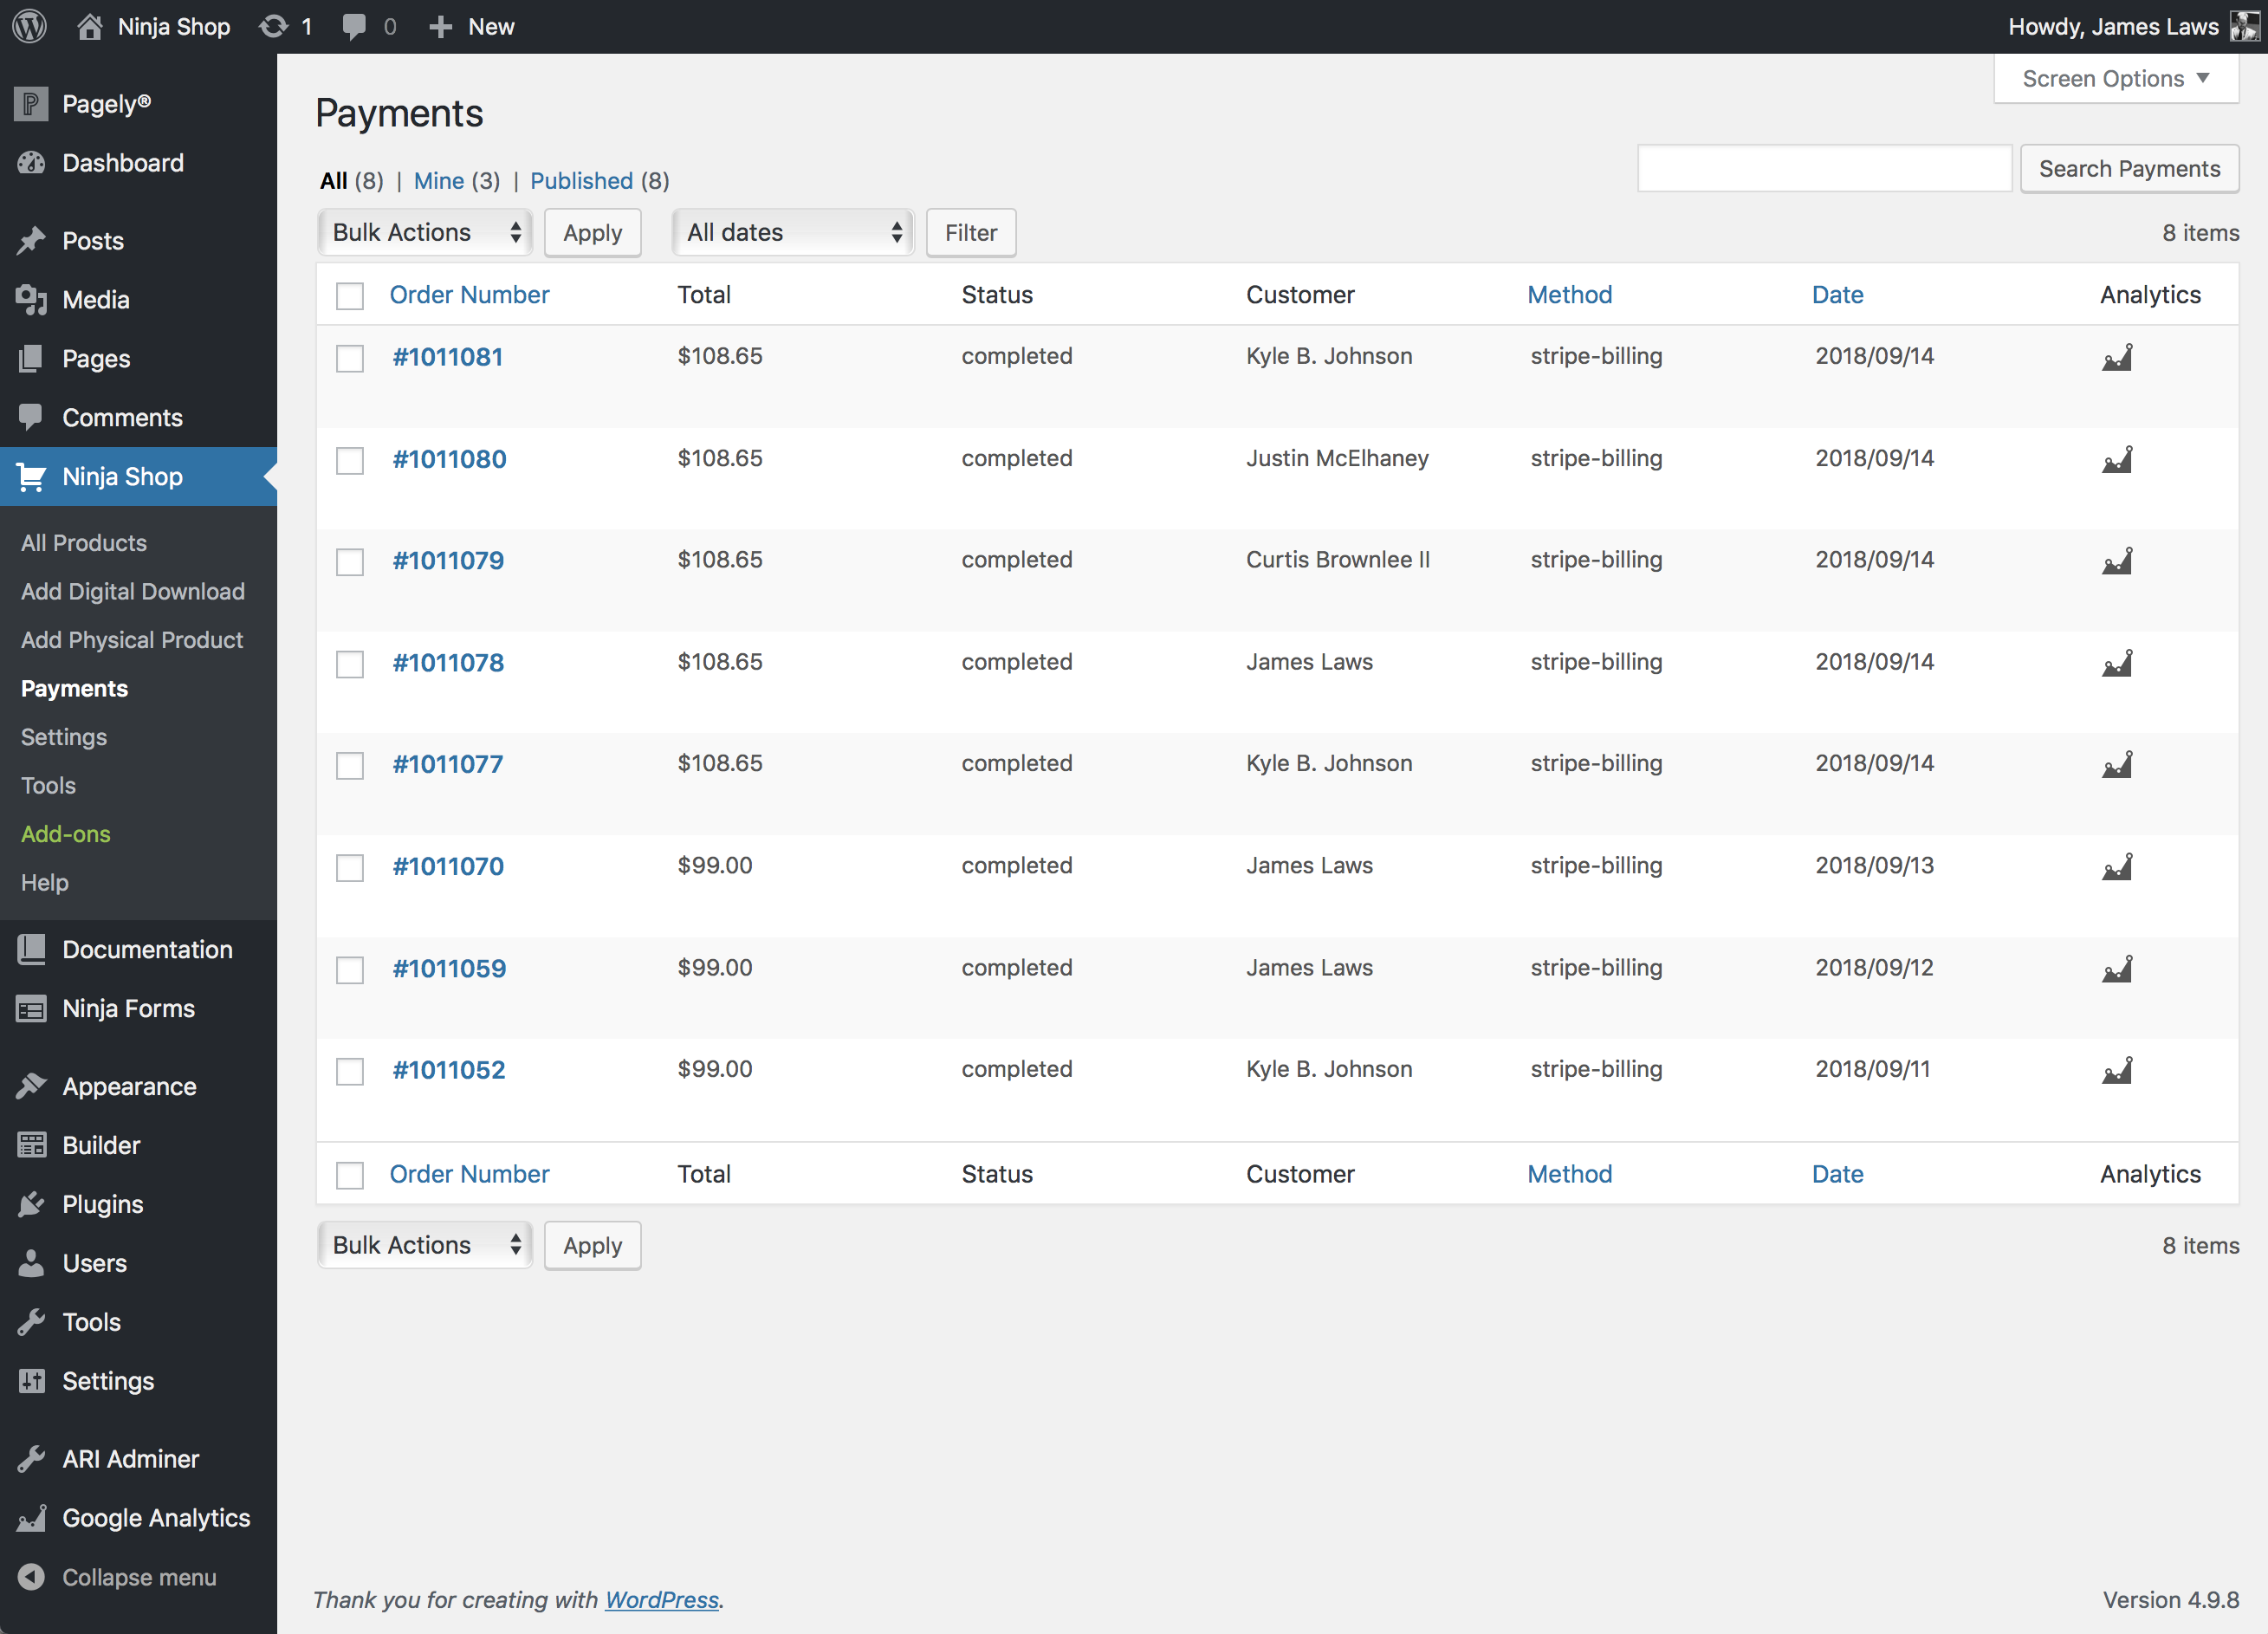 Ninja Shop 1 0 New Howdy, James Laws
Pagely®
Dashboard
Posts
Media
Pages
Comments
Ninja Shop
All Products
Add Digital Download
Add Physical Product
Payments
Settings
Tools
Add-ons
Help
Documentation
Ninja Forms
Appearance
Builder
Plugins
Users
Tools
Settings
ARI Adminer
Google Analytics
Collapse menu
Screen Options
Payments
All (8) | Mine (3) | Published (8)
Search Payments
Bulk Actions Apply All dates Filter 8 items
Order Number Total Status Customer Method Date Analytics
#1011081 $108.65 completed Kyle B. Johnson stripe-billing 2018/09/14
#1011080 $108.65 completed Justin McElhaney stripe-billing 2018/09/14
#1011079 $108.65 completed Curtis Brownlee II stripe-billing 2018/09/14
#1011078 $108.65 completed James Laws stripe-billing 2018/09/14
#1011077 $108.65 completed Kyle B. Johnson stripe-billing 2018/09/14
#1011070 $99.00 completed James Laws stripe-billing 2018/09/13
#1011059 $99.00 completed James Laws stripe-billing 2018/09/12
#1011052 $99.00 completed Kyle B. Johnson stripe-billing 2018/09/11
Order Number Total Status Customer Method Date Analytics
Bulk Actions Apply 8 items
Thank you for creating with WordPress. Version 4.9.8